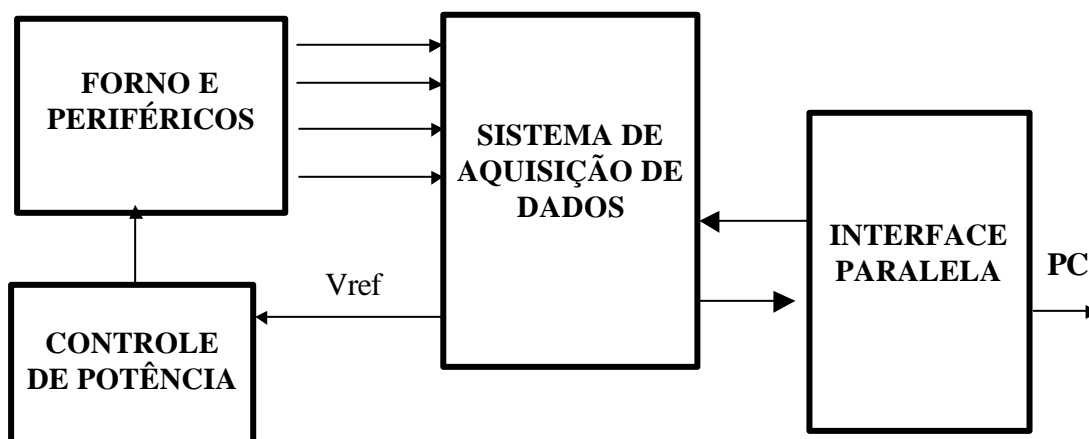 FORNO E
PERIFÉRICOS
SISTEMA DE
AQUISIÇÃO DE
DADOS
INTERFACE
PARALELA
PC
Vref
CONTROLE
DE POTÊNCIA